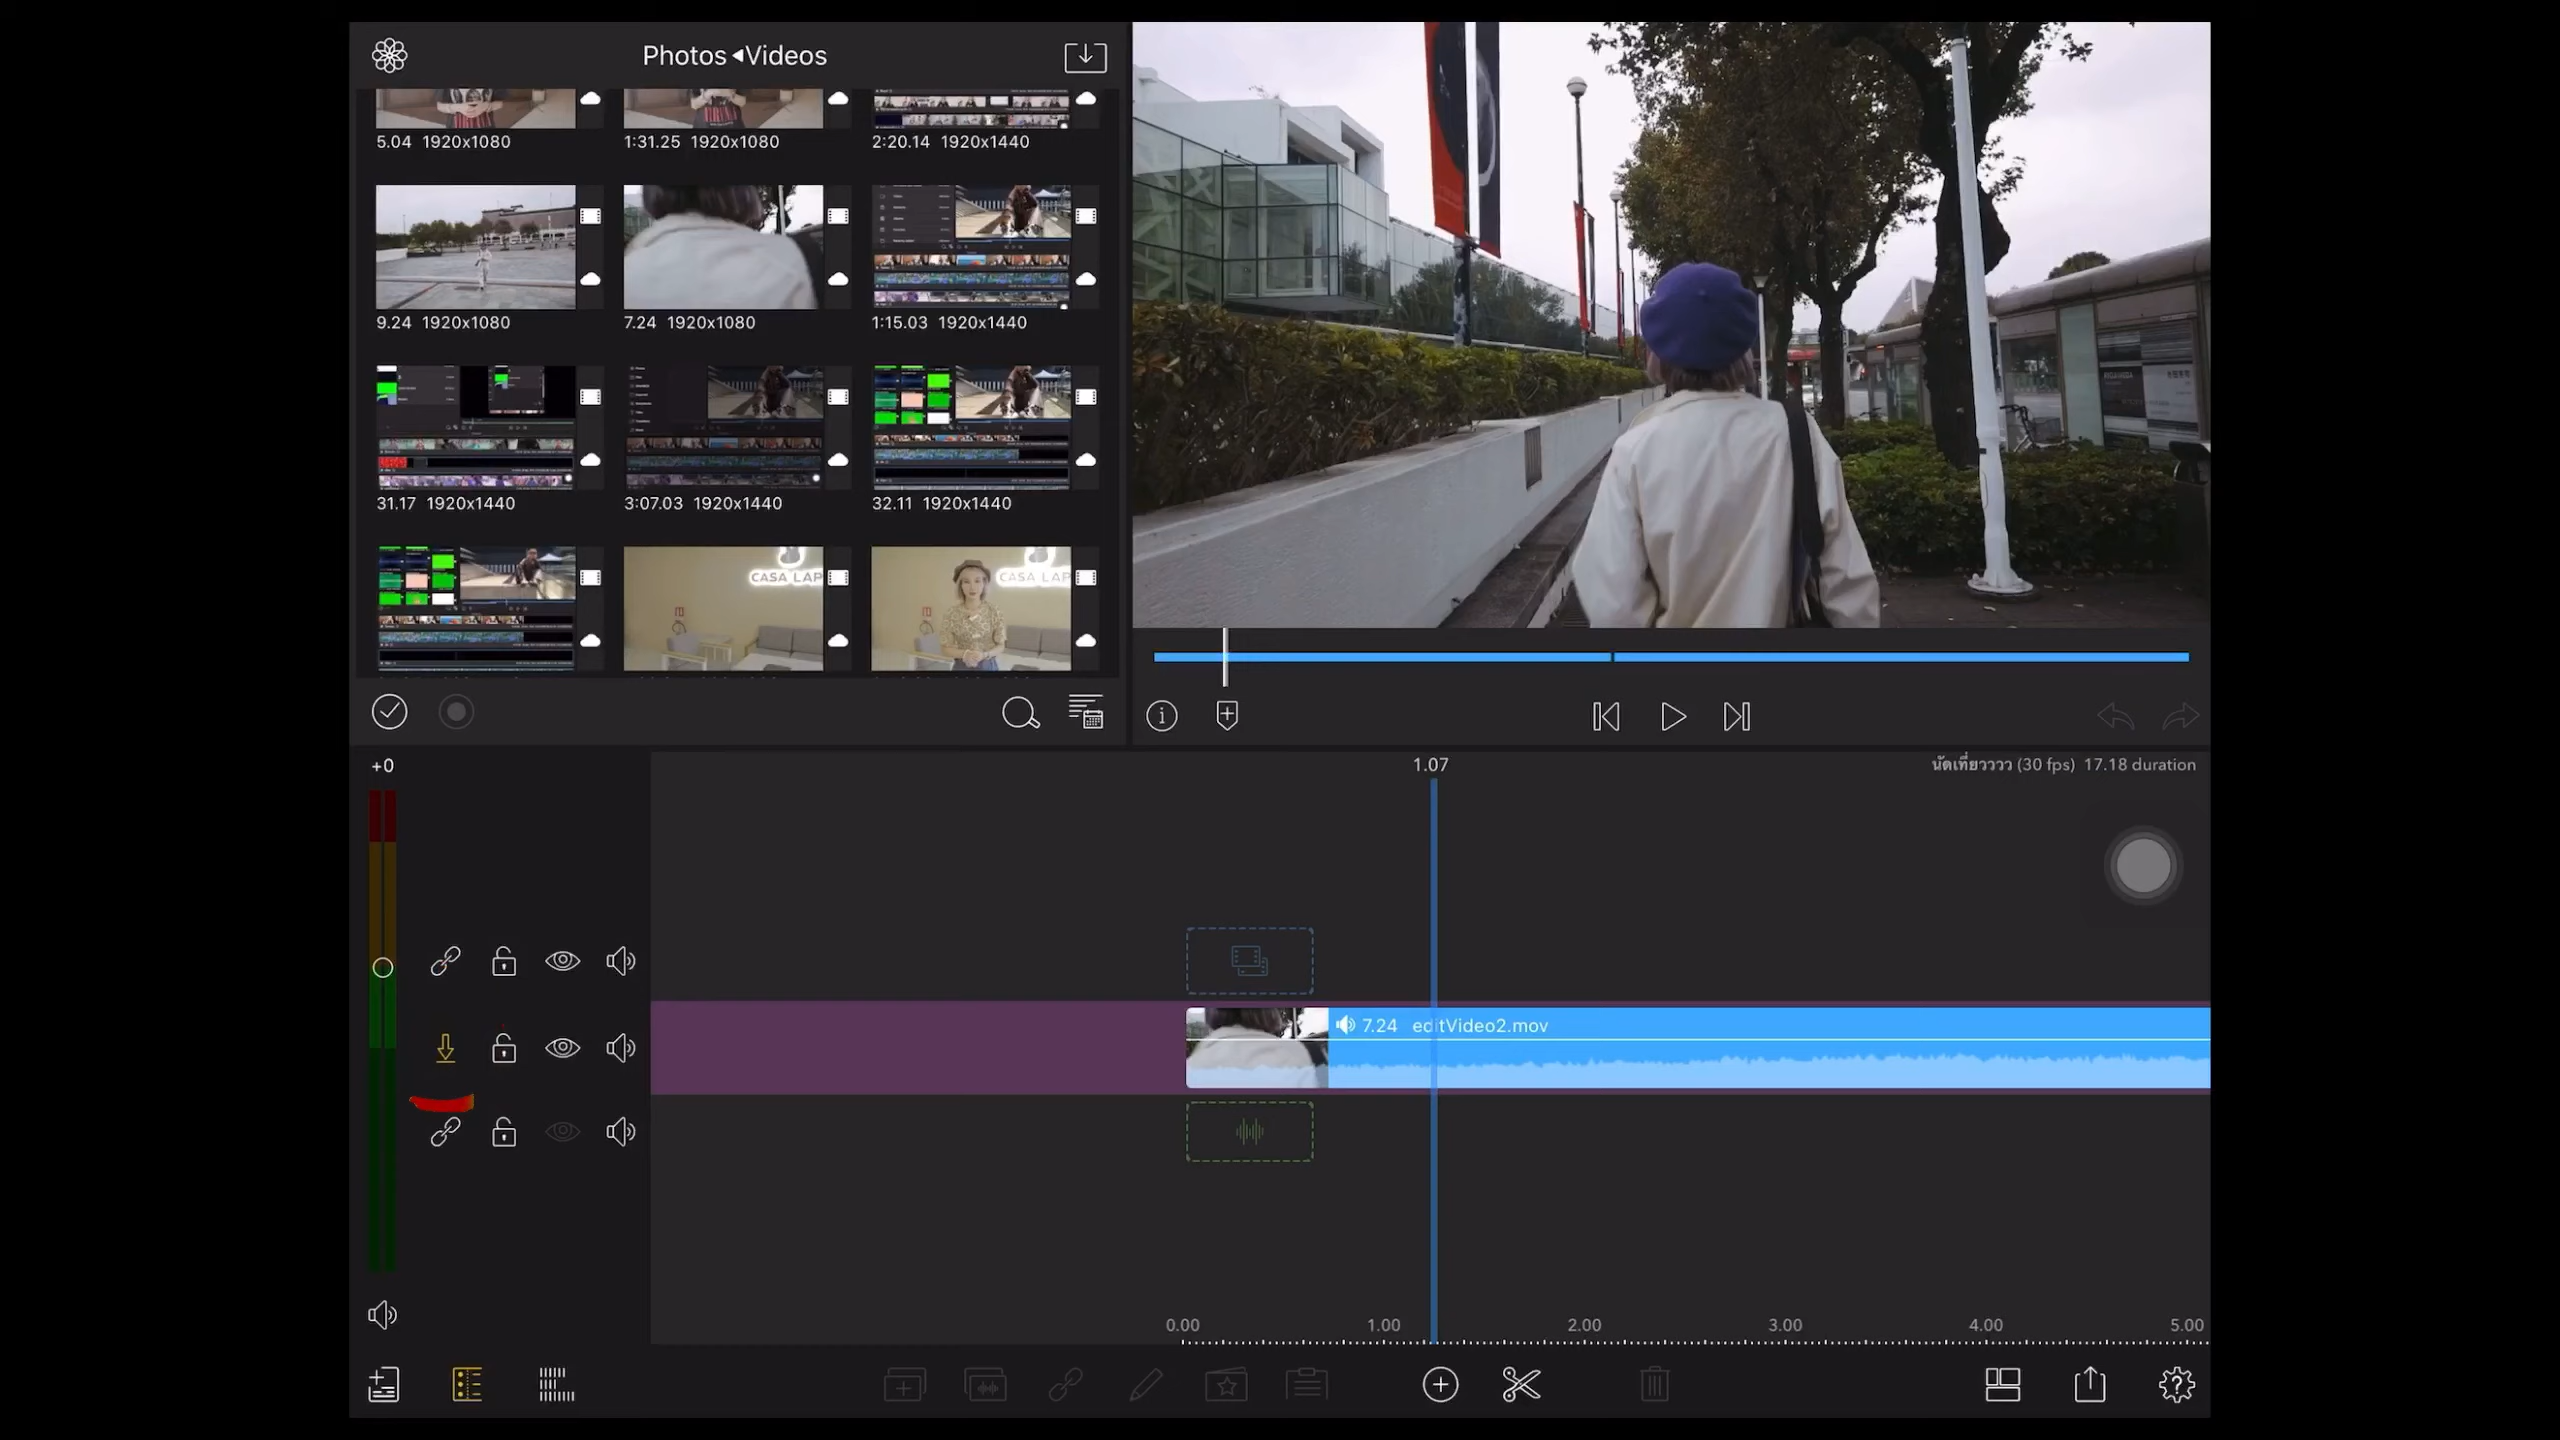 Photos ◂Videos
5.04 1920x1080
1:31.25 1920x1080
2:20.14 1920x1440
9.24 1920x1080
7.24 1920x1080
1:15.03 1920x1440
31.17 1920x1440
3:07.03 1920x1440
32.11 1920x1440
CASA LAP
CASA LAP
+0
1.07
นัดเที่ยวววว (30 fps) 17.18 duration
7.24 editVideo2.mov
0.00 1.00 2.00 3.00 4.00 5.00